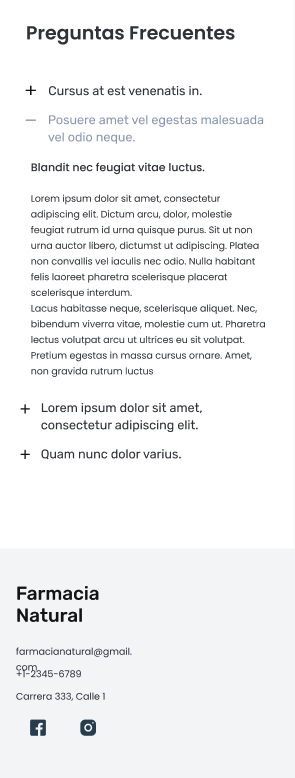 Preguntas Frecuentes
+ Cursus at est venenatis in.
− Posuere amet vel egestas malesuada
vel odio neque.
Blandit nec feugiat vitae luctus.
Lorem ipsum dolor sit amet, consectetur
adipiscing elit. Dictum arcu, dolor, molestie
feugiat rutrum id urna quisque purus. Sit ut non
urna auctor libero, dictumst ut adipiscing. Platea
non convallis vel iaculis nec odio. Nulla habitant
felis laoreet pharetra scelerisque placerat
scelerisque interdum.
Lacus habitasse neque, scelerisque aliquet. Nec,
bibendum viverra vitae, molestie cum ut. Pharetra
lectus volutpat arcu ut ultrices eu sit volutpat.
Pretium egestas in massa cursus ornare. Amet,
non gravida rutrum luctus
+ Lorem ipsum dolor sit amet,
consectetur adipiscing elit.
+ Quam nunc dolor varius.
Farmacia
Natural
farmacianatural@gmail.
com
+1-2345-6789
Carrera 333, Calle 1